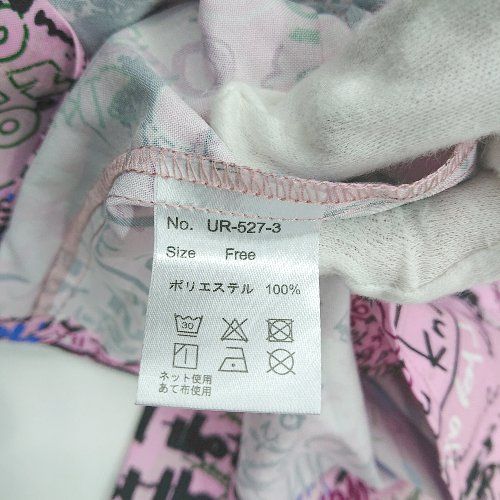 No. UR-527-3
Size Free
ポリエステル 100%
30
ネット使用
あて布使用